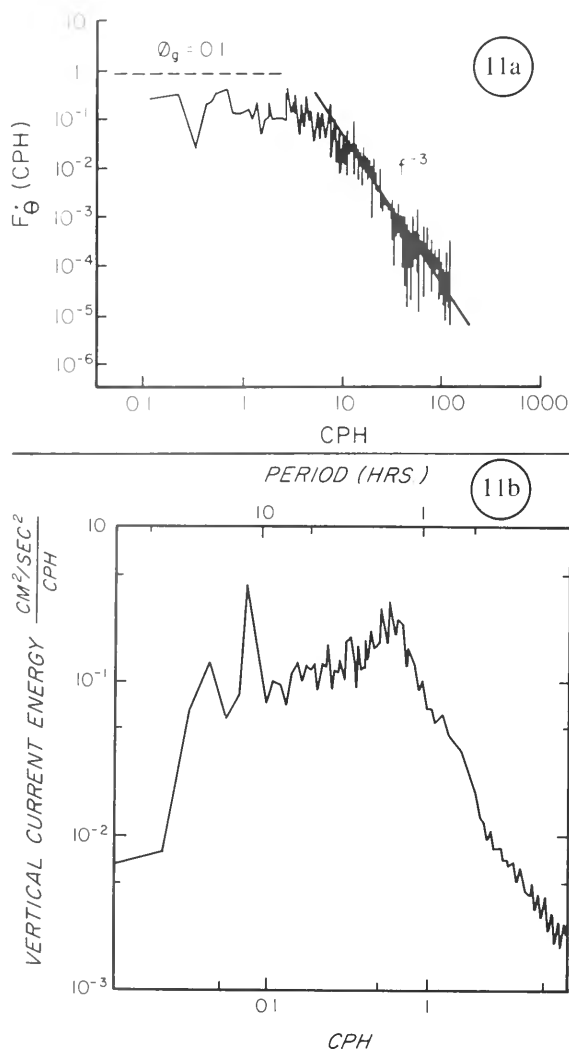 Ø_g = 0.1
11a
1
10^-1
10^-2
10^-3
10^-4
10^-5
10^-6
F_θ̇ (CPH)
f^-3
0.1 1 10 100 1000
CPH
PERIOD (HRS.)
11b
10 1
10
10^0
10^-1
10^-2
10^-3
VERTICAL CURRENT ENERGY CM²/SEC² / CPH
0.1 1
CPH